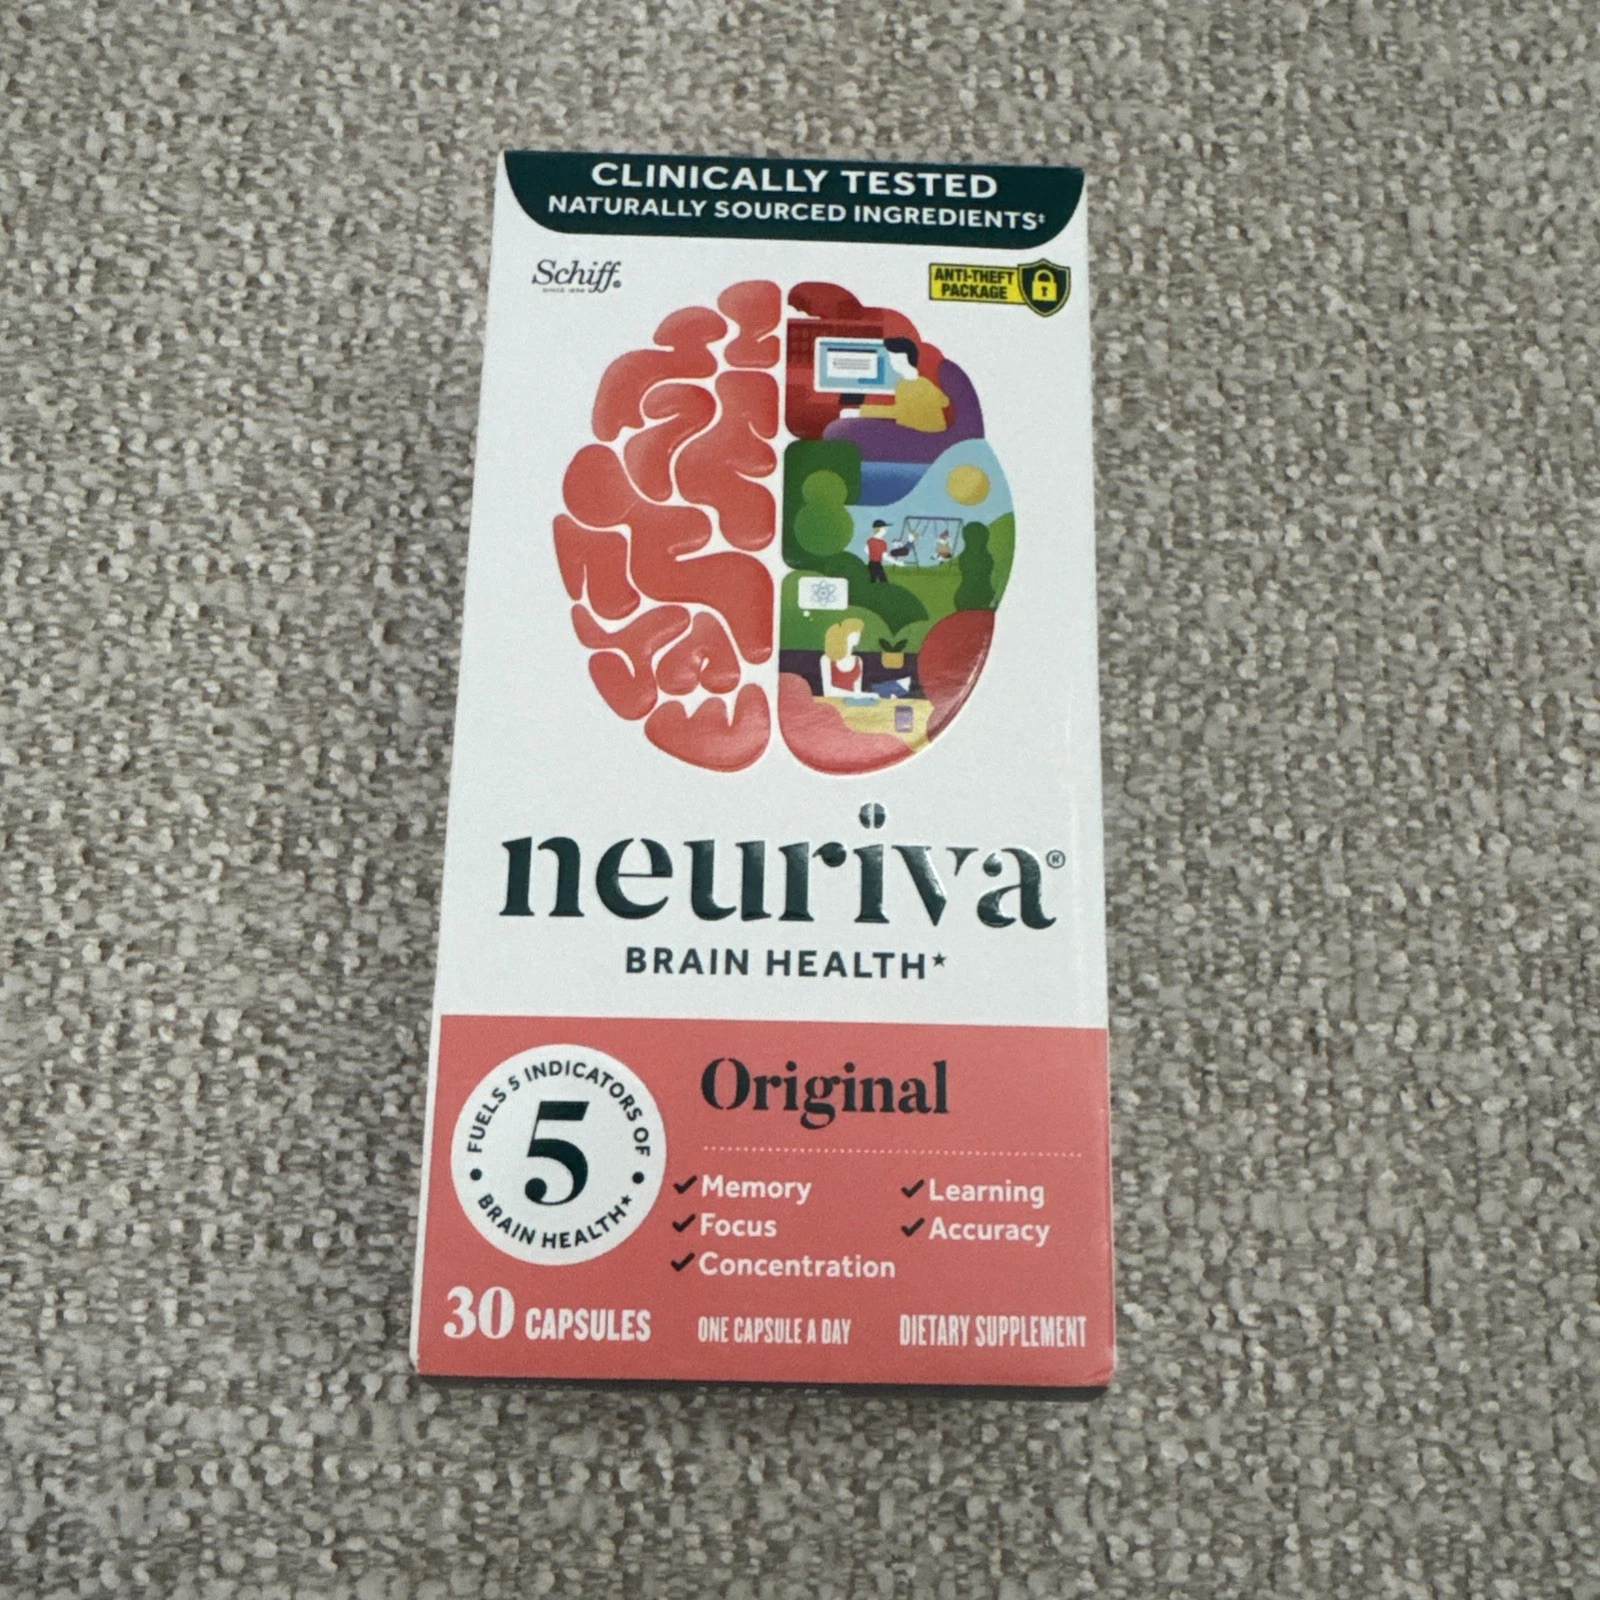 CLINICALLY TESTED
NATURALLY SOURCED INGREDIENTS‡
Schiff®
ANTI-THEFT
PACKAGE
neuriva®
BRAIN HEALTH*
FUELS 5 INDICATORS OF
5
BRAIN HEALTH*
Original
✓Memory ✓Learning
✓Focus ✓Accuracy
✓Concentration
30 CAPSULES ONE CAPSULE A DAY DIETARY SUPPLEMENT